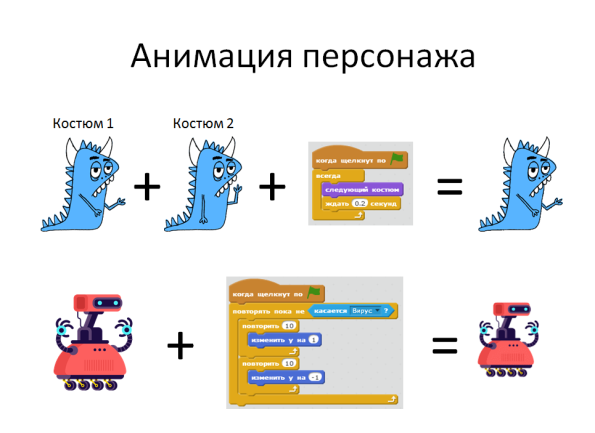 Анимация персонажа
Костюм 1
Костюм 2
когда щелкнут по
всегда
следующий костюм
ждать 0.2 секунд
когда щелкнут по
повторять пока не касается Вирус ?
повторить 10
изменить y на 1
повторить 10
изменить y на -1